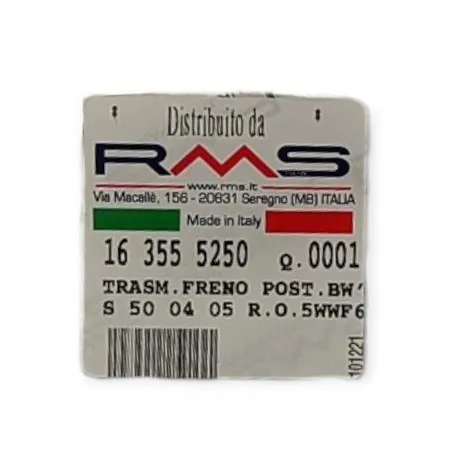 Distribuito da
RMS
www.rms.it
Via Macallè, 156 - 20831 Seregno (MB) ITALIA
Made in Italy
16 355 5250 Q.0001
TRASM.FRENO POST.BW'
S 50 04 05 R.O.5WWF6
101221